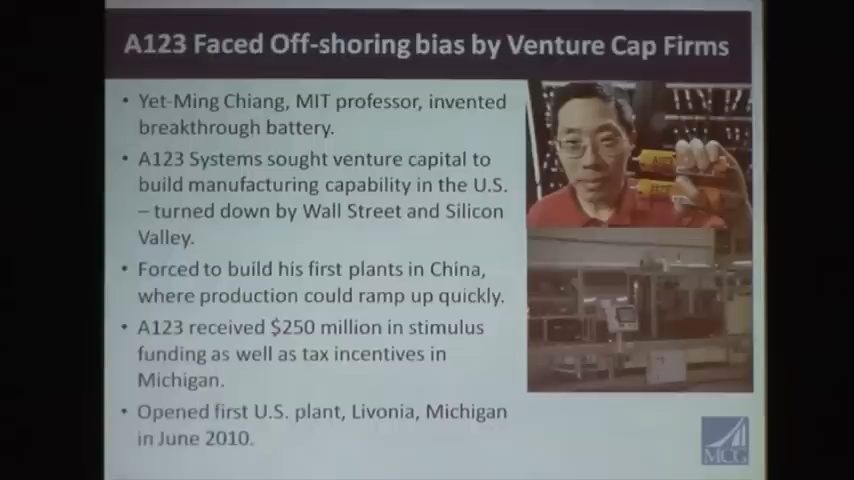 A123 Faced Off-shoring bias by Venture Cap Firms
• Yet-Ming Chiang, MIT professor, invented
breakthrough battery.
• A123 Systems sought venture capital to
build manufacturing capability in the U.S.
– turned down by Wall Street and Silicon
Valley.
• Forced to build his first plants in China,
where production could ramp up quickly.
• A123 received $250 million in stimulus
funding as well as tax incentives in
Michigan.
• Opened first U.S. plant, Livonia, Michigan
in June 2010.
A123
MCG